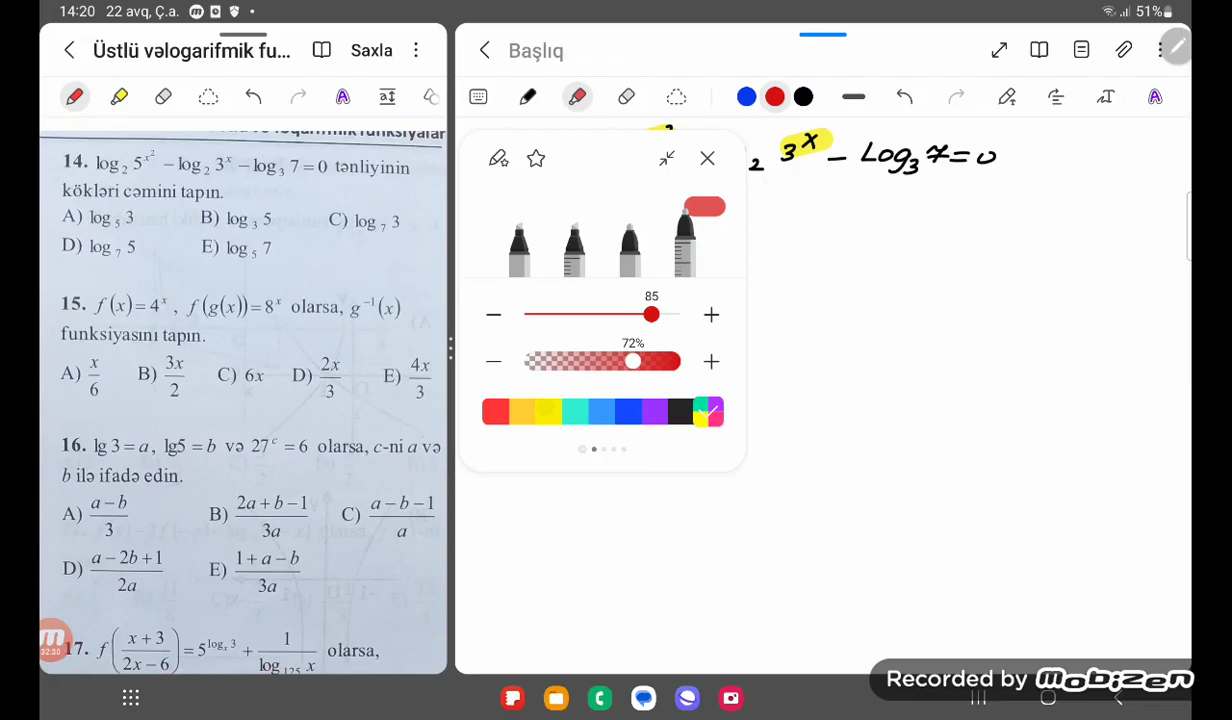 14:20 22 avq, Ç.a. 51%
Üstlü vəlogarifmik fu... Saxla
Başlıq
14. log₂ 5^{x²} − log₂ 3^x − log₃ 7 = 0 tənliyinin
kökləri cəmini tapın.
A) log₅ 3 B) log₃ 5 C) log₇ 3
D) log₇ 5 E) log₅ 7
15. f(x) = 4^x, f(g(x)) = 8^x olarsa, g⁻¹(x)
funksiyasını tapın.
A) x/6 B) 3x/2 C) 6x D) 2x/3 E) 4x/3
16. lg 3 = a, lg5 = b və 27^c = 6 olarsa, c-ni a və
b ilə ifadə edin.
A) (a−b)/3 B) (2a+b−1)/3a C) (a−b−1)/a
D) (a−2b+1)/2a E) (1+a−b)/3a
17. f((x+3)/(2x−6)) = 5^{log_x 3} + 1/(log₁₂₅ x) olarsa,
32:30
₂ 3^x − log₃ 7 = 0
85
72%
Recorded by mobizen